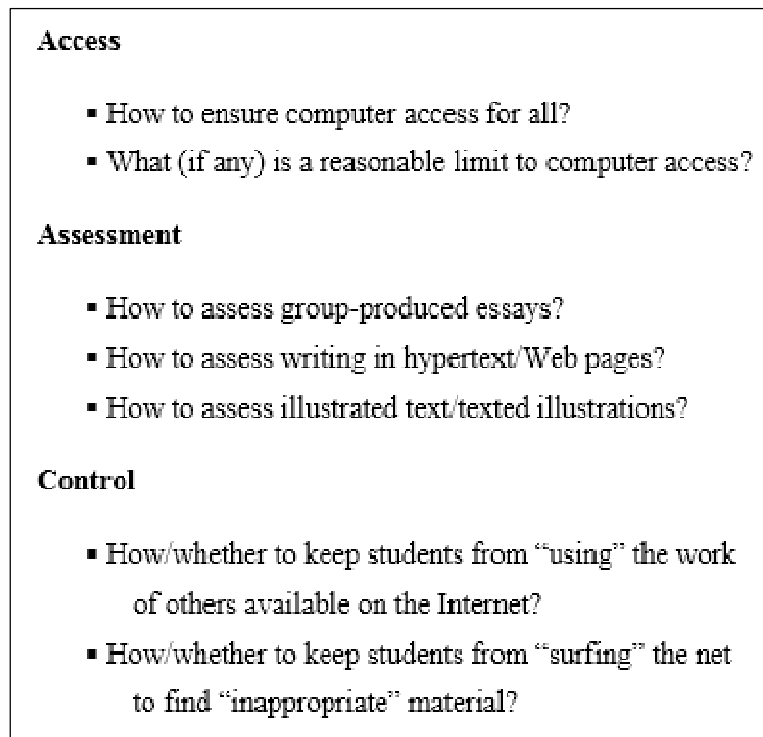 Access
▪ How to ensure computer access for all?
▪ What (if any) is a reasonable limit to computer access?
Assessment
▪ How to assess group-produced essays?
▪ How to assess writing in hypertext/Web pages?
▪ How to assess illustrated text/texted illustrations?
Control
▪ How/whether to keep students from “using” the work
of others available on the Internet?
▪ How/whether to keep students from “surfing” the net
to find “inappropriate” material?